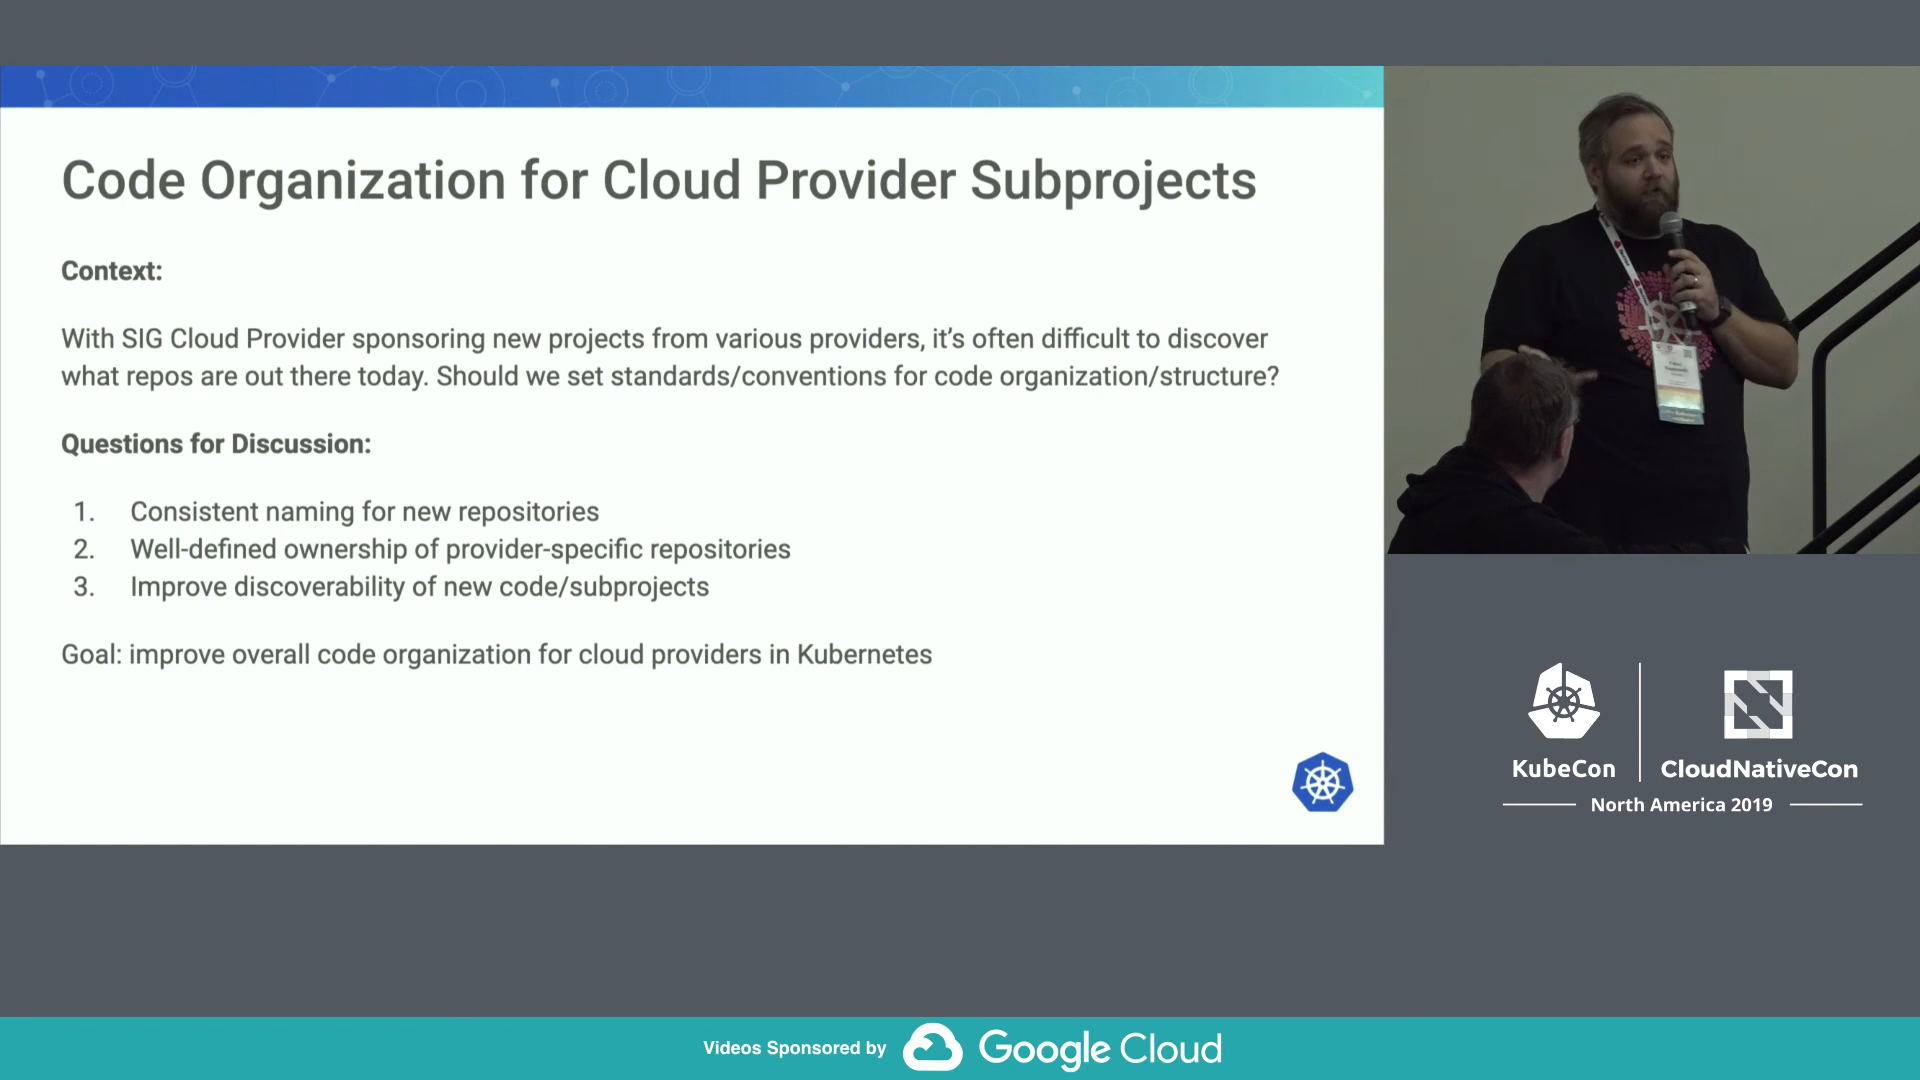 Code Organization for Cloud Provider Subprojects
Context:
With SIG Cloud Provider sponsoring new projects from various providers, it’s often difficult to discover
what repos are out there today. Should we set standards/conventions for code organization/structure?
Questions for Discussion:
1. Consistent naming for new repositories
2. Well-defined ownership of provider-specific repositories
3. Improve discoverability of new code/subprojects
Goal: improve overall code organization for cloud providers in Kubernetes
KubeCon
CloudNativeCon
North America 2019
Videos Sponsored by
Google Cloud